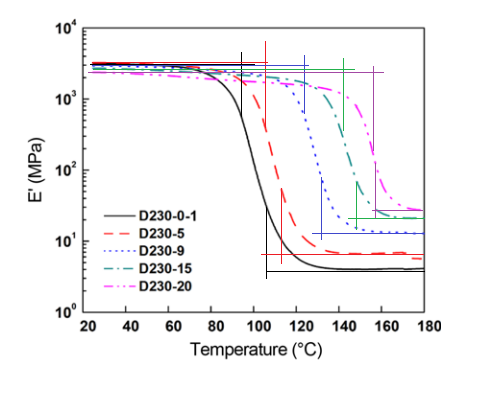 10⁴
10³
10²
10¹
10⁰
E' (MPa)
D230-0-1
D230-5
D230-9
D230-15
D230-20
20 40 60 80 100 120 140 160 180
Temperature (°C)